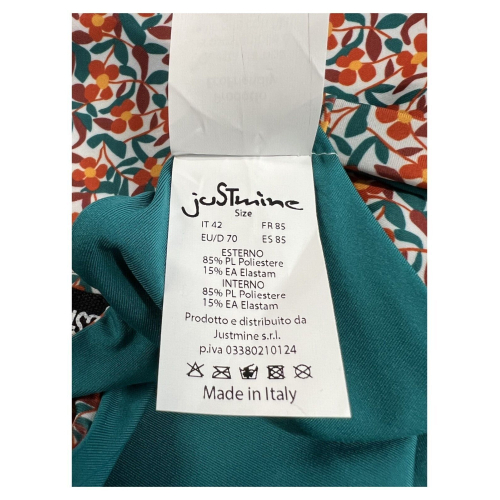 jusTmine
Size
IT 42 FR 85
EU/D 70 ES 85
ESTERNO
85% PL Poliestere
15% EA Elastam
INTERNO
85% PL Poliestere
15% EA Elastam
Prodotto e distribuito da
Justmine s.r.l.
p.iva 03380210124
Made in Italy